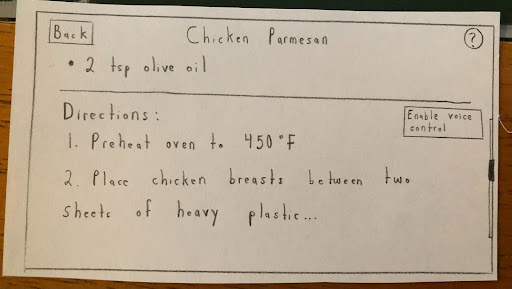 Back
Chicken Parmesan
?
• 2 tsp olive oil
Directions:
Enable voice
control
1. Preheat oven to 450°F
2. Place chicken breasts between two
sheets of heavy plastic...